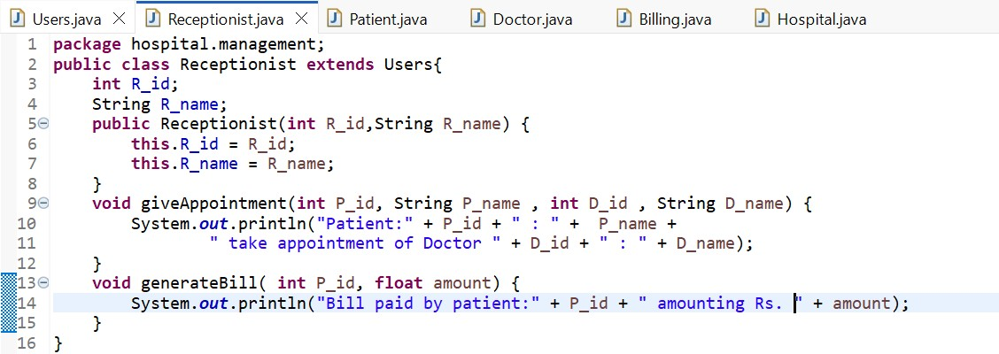 Users.java Receptionist.java Patient.java Doctor.java Billing.java Hospital.java
1 package hospital.management;
2 public class Receptionist extends Users{
3     int R_id;
4     String R_name;
5     public Receptionist(int R_id,String R_name) {
6         this.R_id = R_id;
7         this.R_name = R_name;
8     }
9     void giveAppointment(int P_id, String P_name , int D_id , String D_name) {
10         System.out.println("Patient:" + P_id + " : " +  P_name +
11                 " take appointment of Doctor " + D_id + " : " + D_name);
12     }
13     void generateBill( int P_id, float amount) {
14         System.out.println("Bill paid by patient:" + P_id + " amounting Rs. " + amount);
15     }
16 }